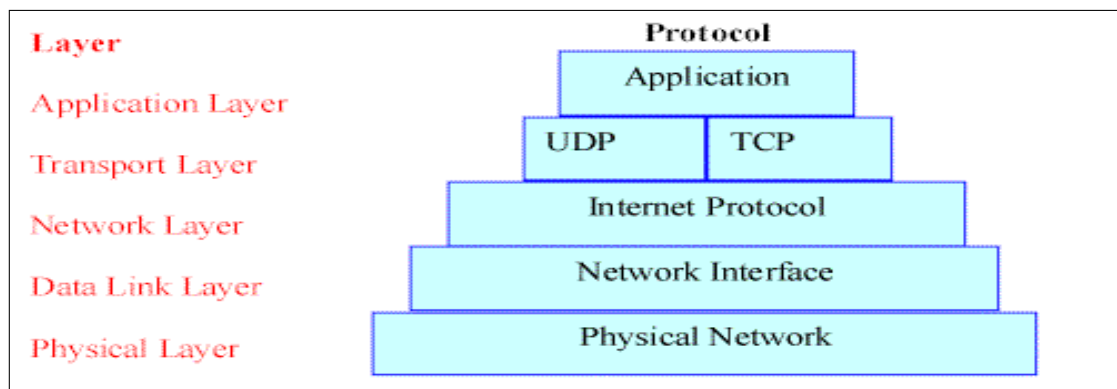 Layer
Protocol
Application Layer
Application
Transport Layer
UDP
TCP
Network Layer
Internet Protocol
Data Link Layer
Network Interface
Physical Layer
Physical Network